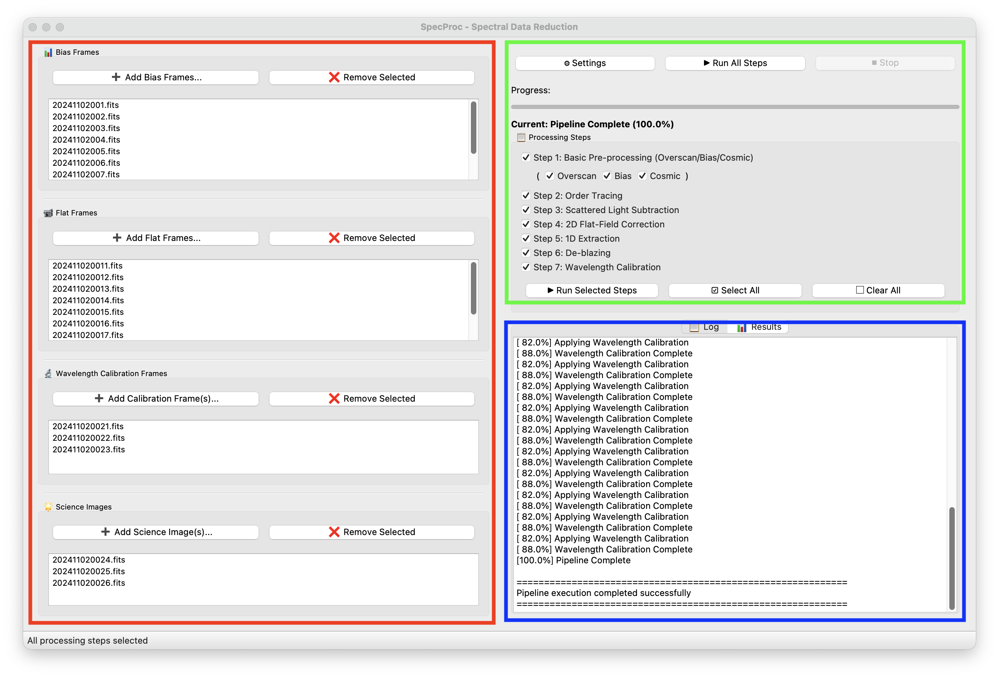 SpecProc - Spectral Data Reduction
Bias Frames
Add Bias Frames...
Remove Selected
20241102001.fits
20241102002.fits
20241102003.fits
20241102004.fits
20241102005.fits
20241102006.fits
20241102007.fits
Flat Frames
Add Flat Frames...
Remove Selected
202411020011.fits
202411020012.fits
202411020013.fits
202411020014.fits
202411020015.fits
202411020016.fits
202411020017.fits
Wavelength Calibration Frames
Add Calibration Frame(s)...
Remove Selected
202411020021.fits
202411020022.fits
202411020023.fits
Science Images
Add Science Image(s)...
Remove Selected
202411020024.fits
202411020025.fits
202411020026.fits
Settings
Run All Steps
Stop
Progress:
Current: Pipeline Complete (100.0%)
Processing Steps
Step 1: Basic Pre-processing (Overscan/Bias/Cosmic)
( Overscan Bias Cosmic )
Step 2: Order Tracing
Step 3: Scattered Light Subtraction
Step 4: 2D Flat-Field Correction
Step 5: 1D Extraction
Step 6: De-blazing
Step 7: Wavelength Calibration
Run Selected Steps
Select All
Clear All
Log
Results
[ 82.0%] Applying Wavelength Calibration
[ 88.0%] Wavelength Calibration Complete
[ 82.0%] Applying Wavelength Calibration
[ 88.0%] Wavelength Calibration Complete
[ 82.0%] Applying Wavelength Calibration
[ 88.0%] Wavelength Calibration Complete
[ 82.0%] Applying Wavelength Calibration
[ 88.0%] Wavelength Calibration Complete
[ 82.0%] Applying Wavelength Calibration
[ 88.0%] Wavelength Calibration Complete
[ 82.0%] Applying Wavelength Calibration
[ 88.0%] Wavelength Calibration Complete
[ 82.0%] Applying Wavelength Calibration
[ 88.0%] Wavelength Calibration Complete
[ 82.0%] Applying Wavelength Calibration
[ 88.0%] Wavelength Calibration Complete
[ 82.0%] Applying Wavelength Calibration
[ 88.0%] Wavelength Calibration Complete
[ 82.0%] Applying Wavelength Calibration
[ 88.0%] Wavelength Calibration Complete
[100.0%] Pipeline Complete
============================================================
Pipeline execution completed successfully
============================================================
All processing steps selected